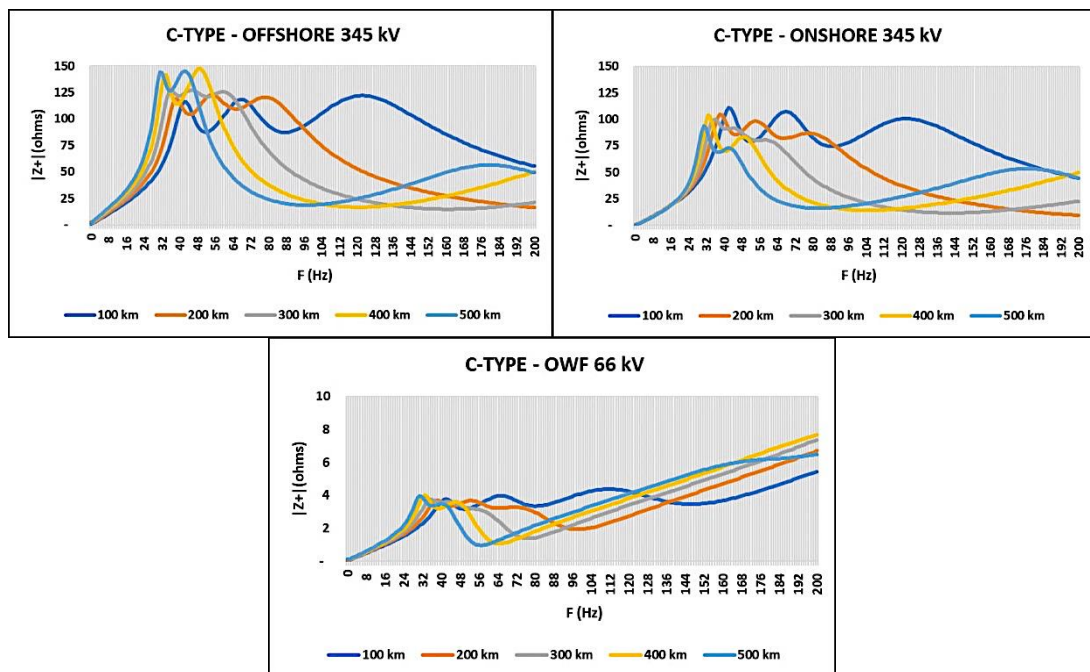 C-TYPE - OFFSHORE 345 kV
|Z+|(ohms)
150
125
100
75
50
25
-
0 8 16 24 32 40 48 56 64 72 80 88 96 104 112 120 128 136 144 152 160 168 176 184 192 200
F (Hz)
100 km 200 km 300 km 400 km 500 km
C-TYPE - ONSHORE 345 kV
|Z+|(ohms)
150
125
100
75
50
25
-
0 8 16 24 32 40 48 56 64 72 80 88 96 104 112 120 128 136 144 152 160 168 176 184 192 200
F (Hz)
100 km 200 km 300 km 400 km 500 km
C-TYPE - OWF 66 kV
|Z+|(ohms)
10
8
6
4
2
-
0 8 16 24 32 40 48 56 64 72 80 88 96 104 112 120 128 136 144 152 160 168 176 184 192 200
F (Hz)
100 km 200 km 300 km 400 km 500 km